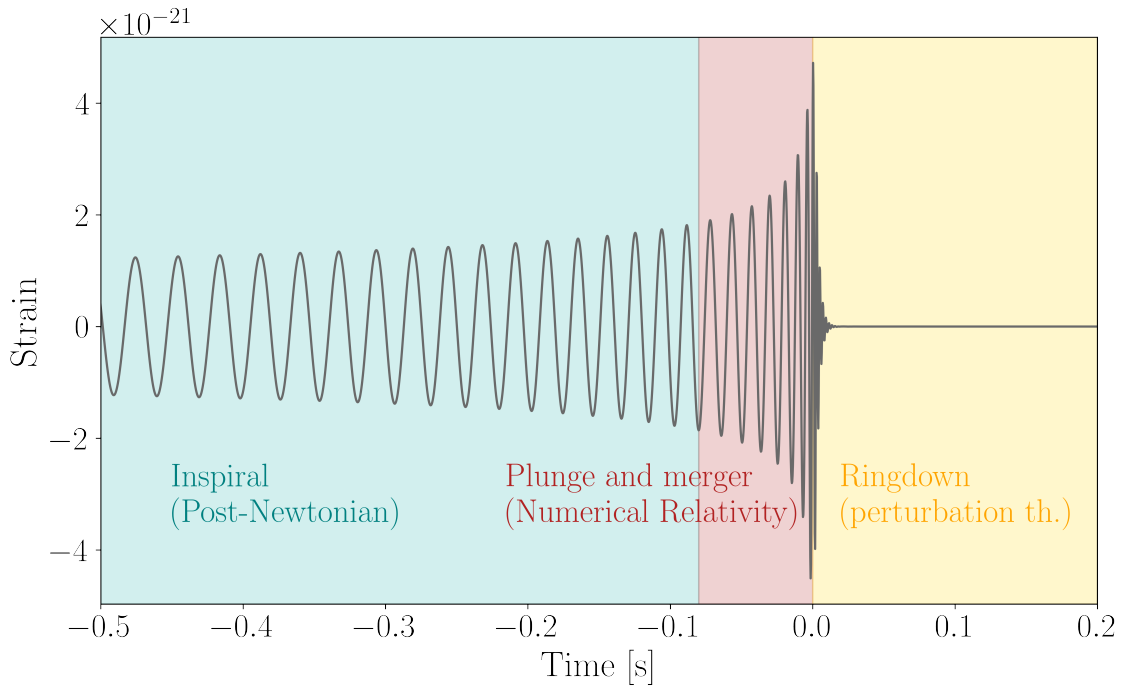 ×10⁻²¹
4
2
0
−2
−4
Strain
Inspiral
(Post-Newtonian)
Plunge and merger
(Numerical Relativity)
Ringdown
(perturbation th.)
−0.5
−0.4
−0.3
−0.2
−0.1
0.0
0.1
0.2
Time [s]